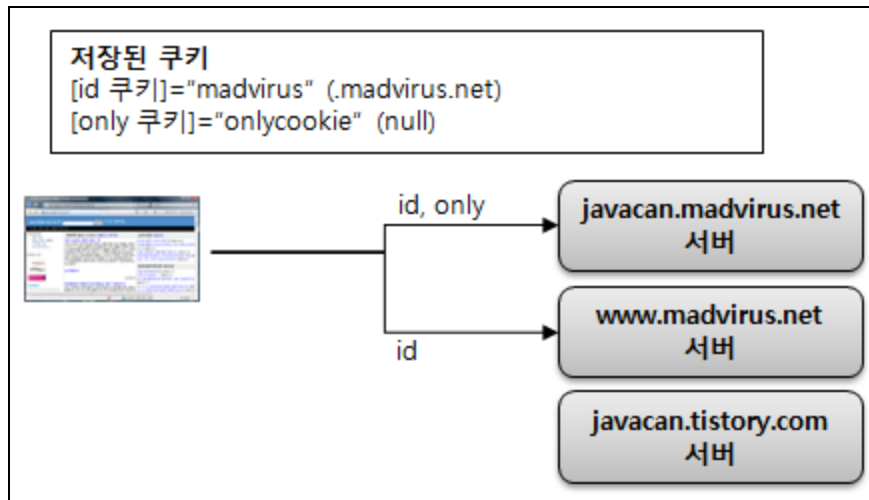 저장된 쿠키
[id 쿠키]="madvirus" (.madvirus.net)
[only 쿠키]="onlycookie" (null)
id, only
javacan.madvirus.net
서버
www.madvirus.net
서버
id
javacan.tistory.com
서버